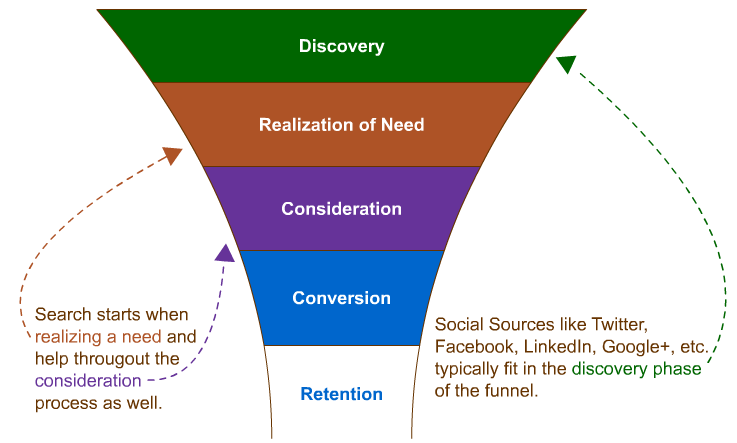 Discovery
Realization of Need
Consideration
Conversion
Retention
Search starts when
realizing a need and
help througout the
consideration
process as well.
Social Sources like Twitter,
Facebook, LinkedIn, Google+, etc.
typically fit in the discovery phase
of the funnel.